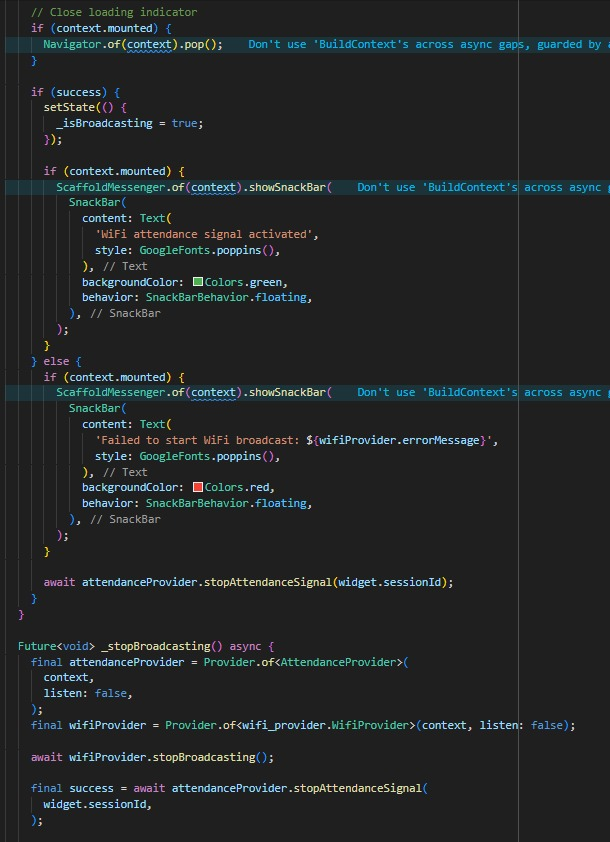 // Close loading indicator
if (context.mounted) {
Navigator.of(context).pop(); Don't use 'BuildContext's across async gaps, guarded by
}
if (success) {
setState(() {
_isBroadcasting = true;
});
if (context.mounted) {
ScaffoldMessenger.of(context).showSnackBar( Don't use 'BuildContext's across async
SnackBar(
content: Text(
'WiFi attendance signal activated',
style: GoogleFonts.poppins(),
), // Text
backgroundColor: Colors.green,
behavior: SnackBarBehavior.floating,
), // SnackBar
);
}
} else {
if (context.mounted) {
ScaffoldMessenger.of(context).showSnackBar( Don't use 'BuildContext's across async
SnackBar(
content: Text(
'Failed to start WiFi broadcast: ${wifiProvider.errorMessage}',
style: GoogleFonts.poppins(),
), // Text
backgroundColor: Colors.red,
behavior: SnackBarBehavior.floating,
), // SnackBar
);
}
await attendanceProvider.stopAttendanceSignal(widget.sessionId);
}
}
Future<void> _stopBroadcasting() async {
final attendanceProvider = Provider.of<AttendanceProvider>(
context,
listen: false,
);
final wifiProvider = Provider.of<wifi_provider.WifiProvider>(context, listen: false);
await wifiProvider.stopBroadcasting();
final success = await attendanceProvider.stopAttendanceSignal(
widget.sessionId,
);